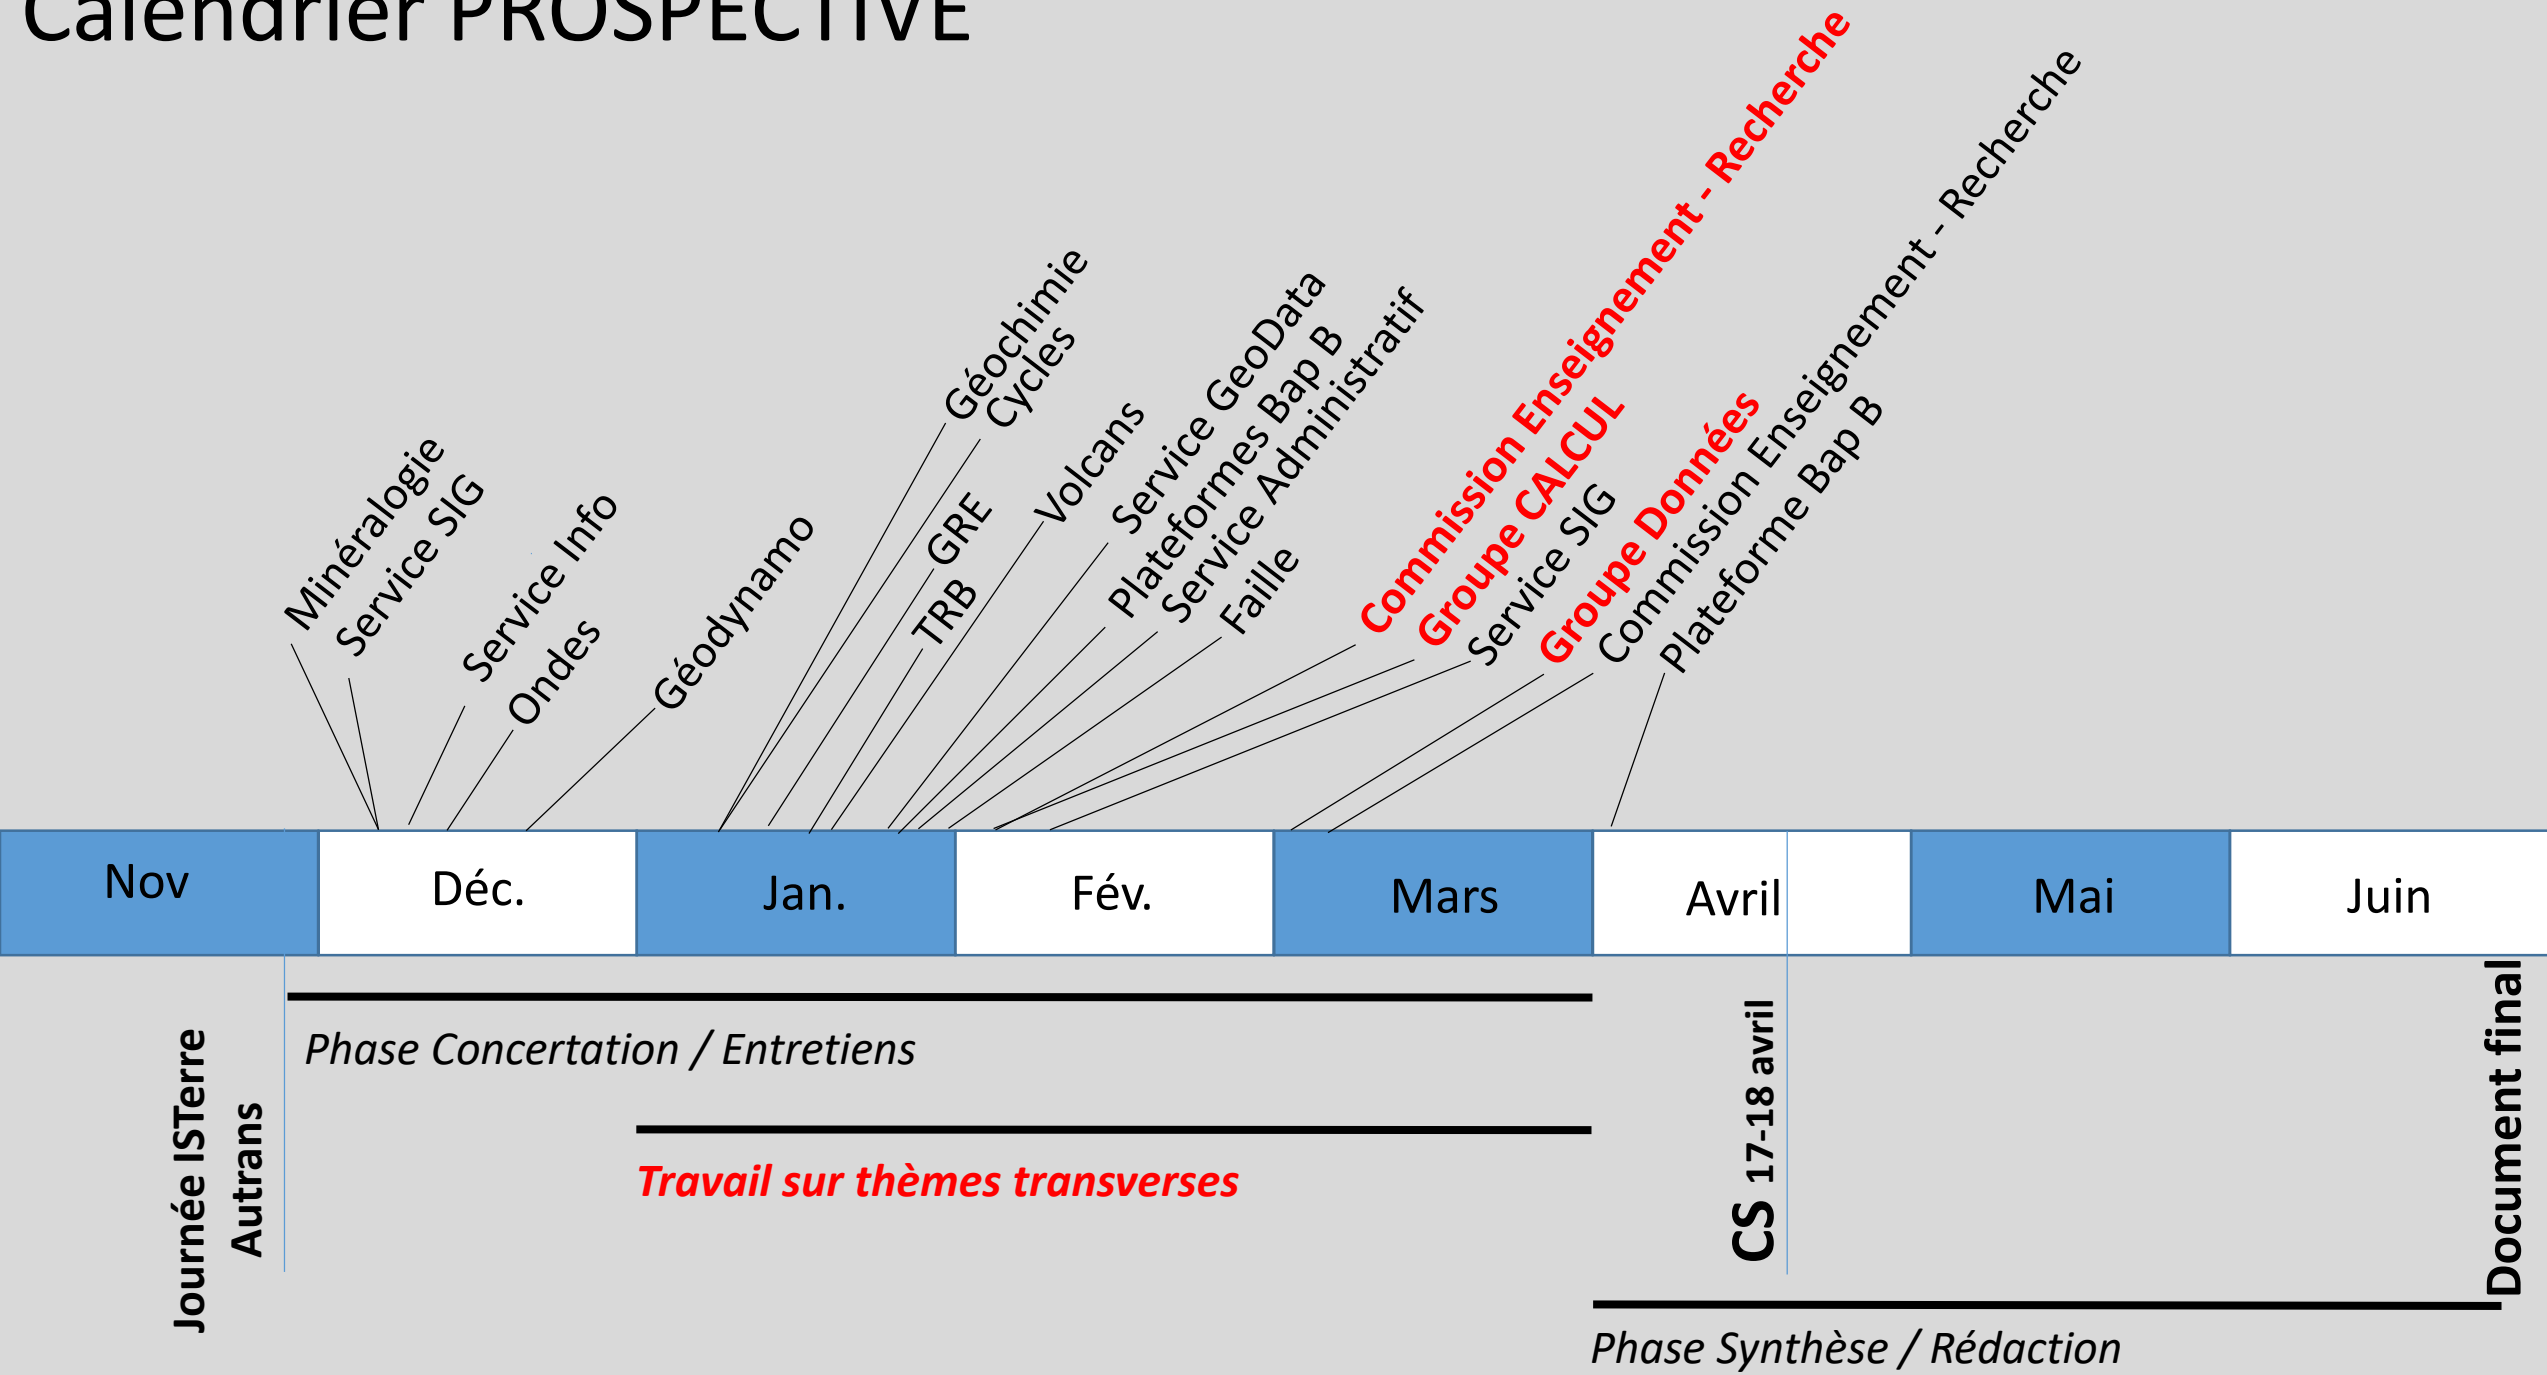 Calendrier PROSPECTIVE
Minéralogie
Service SIG
Service Info
Ondes
Géodynamo
Géochimie
Cycles
GRE
TRB
Volcans
Service GeoData
Plateformes Bap B
Service Administratif
Faille
Commission Enseignement - Recherche
Groupe CALCUL
Service SIG
Groupe Données
Commission Enseignement - Recherche
Plateforme Bap B
Nov
Déc.
Jan.
Fév.
Mars
Avril
Mai
Juin
Journée ISTerre
Autrans
Phase Concertation / Entretiens
Travail sur thèmes transverses
CS 17-18 avril
Document final
Phase Synthèse / Rédaction